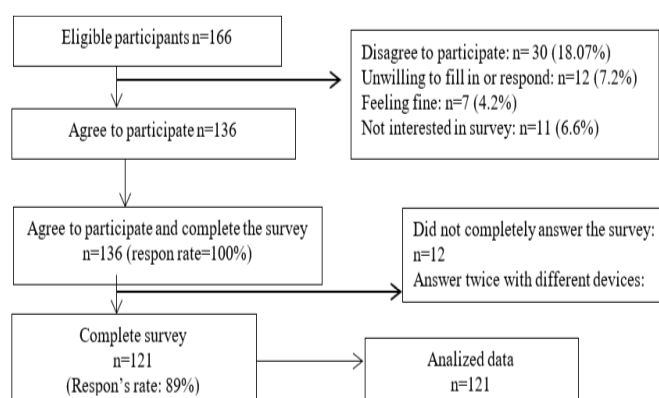 Eligible participants n=166
Disagree to participate: n= 30 (18.07%)
Unwilling to fill in or respond: n=12 (7.2%)
Feeling fine: n=7 (4.2%)
Not interested in survey: n=11 (6.6%)
Agree to participate n=136
Agree to participate and complete the survey
n=136 (respon rate=100%)
Did not completely answer the survey:
n=12
Answer twice with different devices:
Complete survey
n=121
(Respon's rate: 89%)
Analized data
n=121